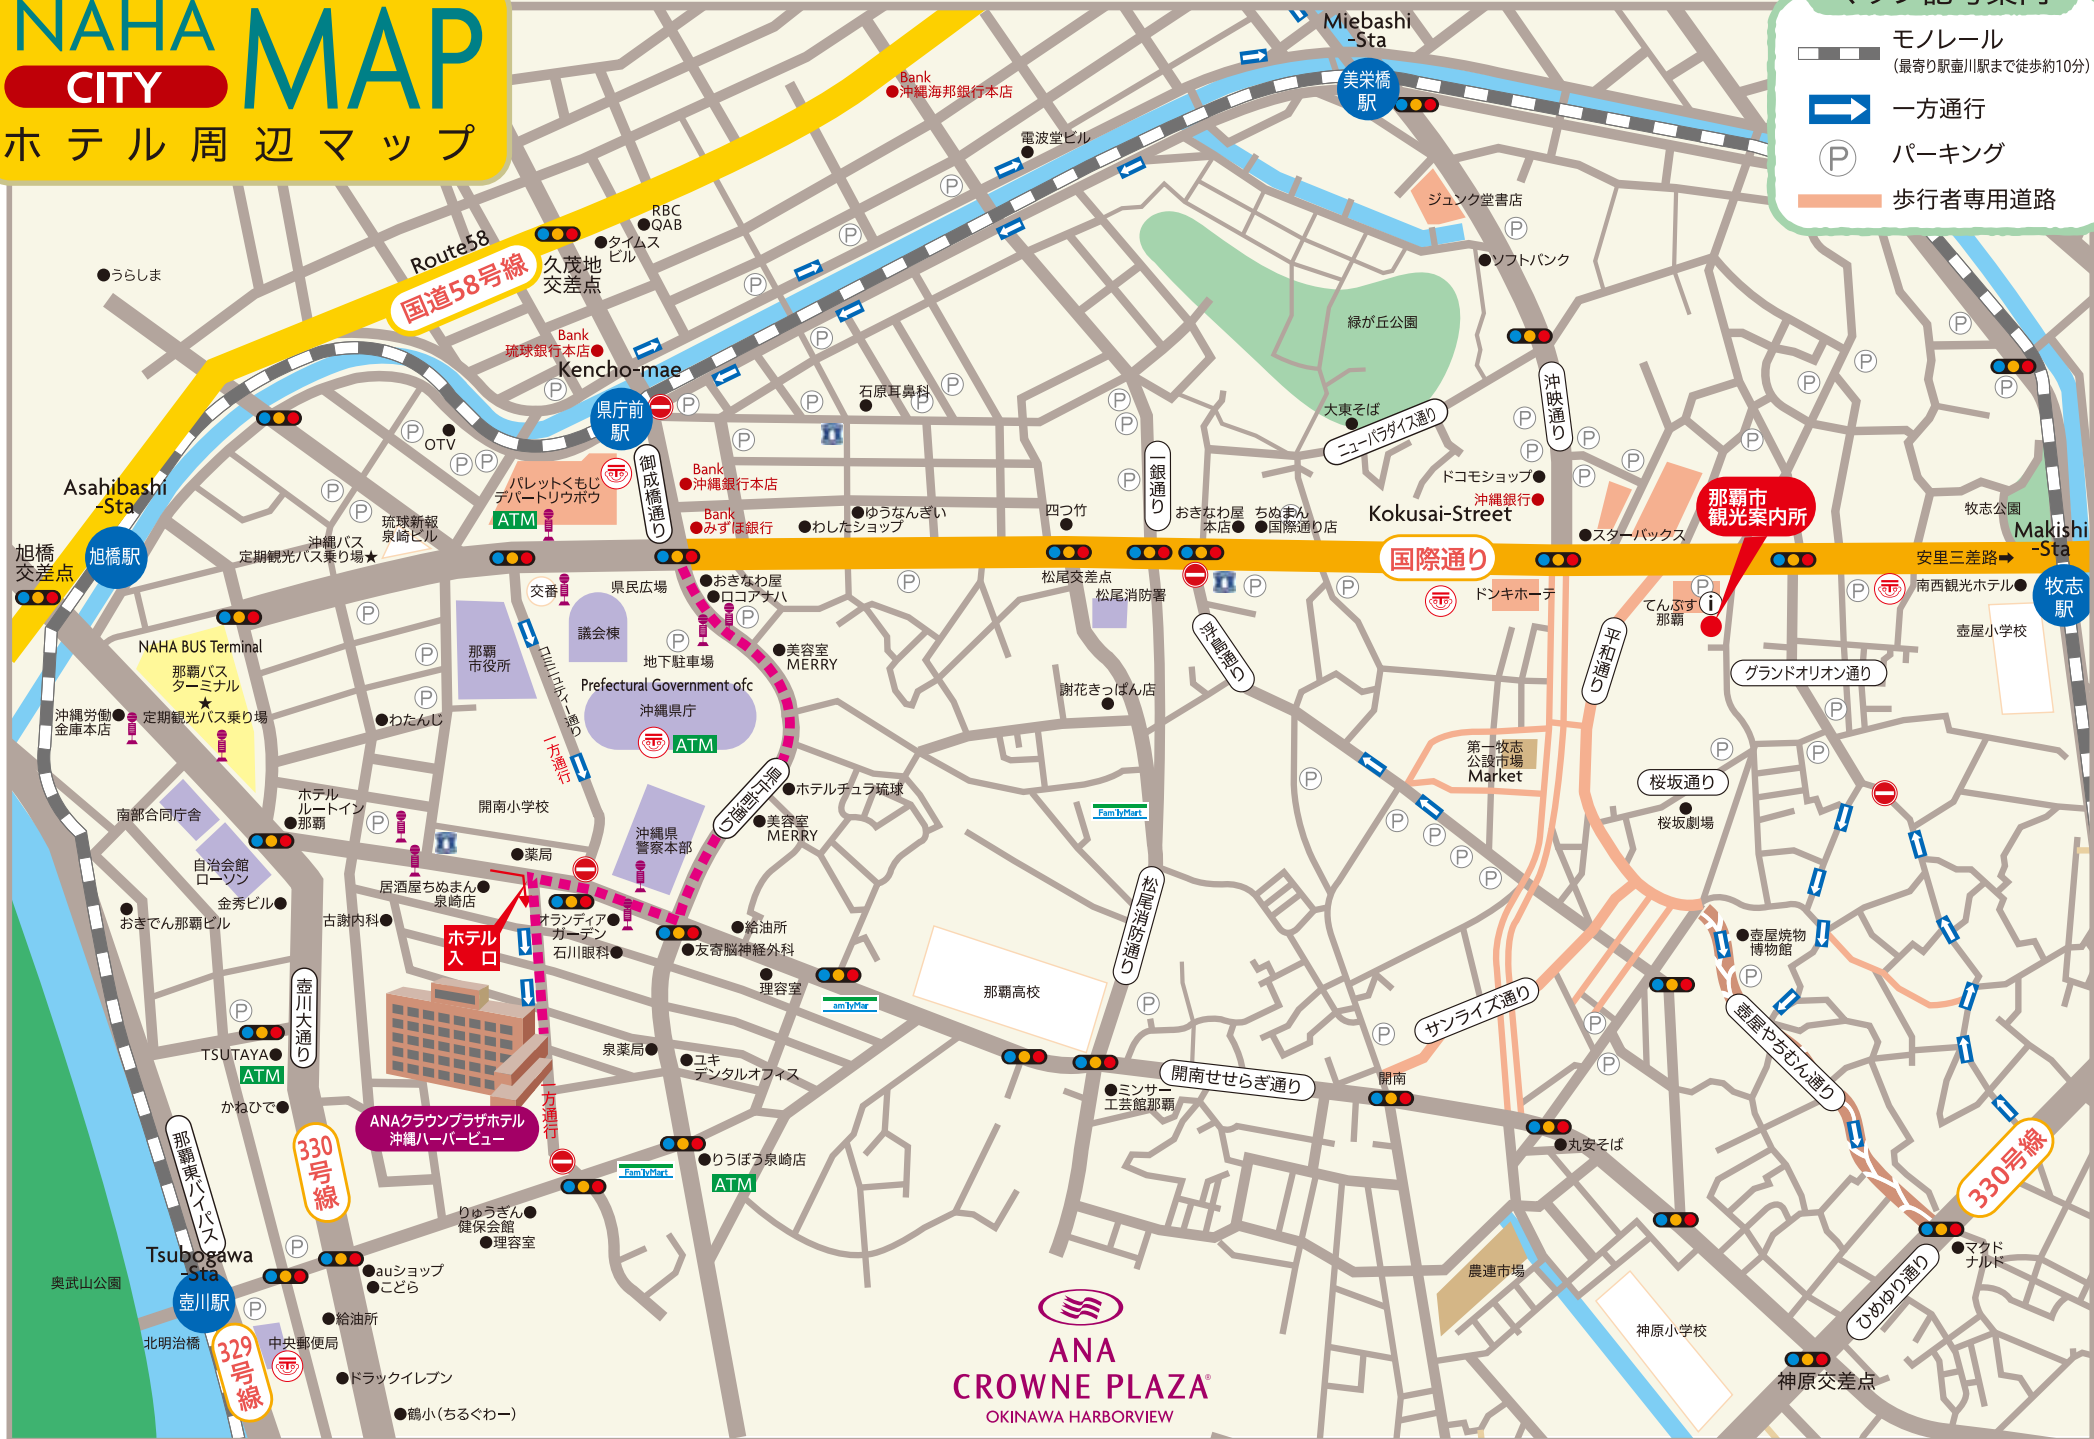 NAHA
CITY
MAP
ホテル周辺マップ
モノレール
(最寄り駅壷川駅まで徒歩約10分)
一方通行
P
パーキング
歩行者専用道路
Miebashi
-Sta
美栄橋
駅
Bank
沖縄海邦銀行本店
電波堂ビル
ジュンク堂書店
ソフトバンク
緑が丘公園
RBC
QAB
タイムス
ビル
Route58
国道58号線
久茂地
交差点
うらしま
Bank
琉球銀行本店
Kencho-mae
県庁前
駅
石原耳鼻科
OTV
パレットくもじ
デパートリウボウ
ATM
御成橋通り
Bank
沖縄銀行本店
Bank
みずほ銀行
ゆうなんぎい
わしたショップ
四つ竹
一銀通り
おきなわ屋
本店
ちぬまん
国際通り店
大東そば
ニューパラダイス通り
沖映通り
ドコモショップ
沖縄銀行
Kokusai-Street
国際通り
スターバックス
那覇市
観光案内所
牧志公園
Makishi
-Sta
牧志
駅
安里三差路➡
南西観光ホテル
壺屋小学校
Asahibashi
-Sta
旭橋駅
旭橋
交差点
琉球新報
泉崎ビル
沖縄バス
定期観光バス乗り場★
交番
県民広場
おきなわ屋
ロコアナハ
議会棟
那覇
市役所
コミュニティー通り
一方通行
地下駐車場
美容室
MERRY
Prefectural Government ofc
沖縄県庁
ATM
松尾交差点
松尾消防署
浮島通り
謝花きっぱん店
ドンキホーテ
てんぶす
那覇
i
平和通り
グランドオリオン通り
NAHA BUS Terminal
那覇バス
ターミナル
★
定期観光バス乗り場
沖縄労働
金庫本店
わたんじ
南部合同庁舎
自治会館
ローソン
ホテル
ルートイン
那覇
開南小学校
薬局
沖縄県
警察本部
県庁前通り
ホテルチュラ琉球
美容室
MERRY
FamilyMart
第一牧志
公設市場
Market
桜坂通り
桜坂劇場
おきでん那覇ビル
金秀ビル
古謝内科
居酒屋ちぬまん
泉崎店
ホテル
入口
オランディア
ガーデン
石川眼科
給油所
友寄脳神経外科
理容室
那覇高校
松尾消防通り
サンライズ通り
壺屋焼物
博物館
壺屋やちむん通り
壺川大通り
TSUTAYA
ATM
かねひで
ANAクラウンプラザホテル
沖縄ハーバービュー
一方通行
泉薬局
ユキ
デンタルオフィス
ミンサー
工芸館那覇
開南せせらぎ通り
開南
丸安そば
330号線
330号線
那覇東バイパス
FamilyMart
りうぼう泉崎店
ATM
りゅうぎん
健保会館
理容室
Tsubogawa
-Sta
壺川駅
奥武山公園
北明治橋
auショップ
こどら
給油所
中央郵便局
329号線
ドラックイレブン
鶴小(ちるぐわー)
農連市場
神原小学校
マクド
ナルド
ひめゆり通り
神原交差点
ANA
CROWNE PLAZA
OKINAWA HARBORVIEW